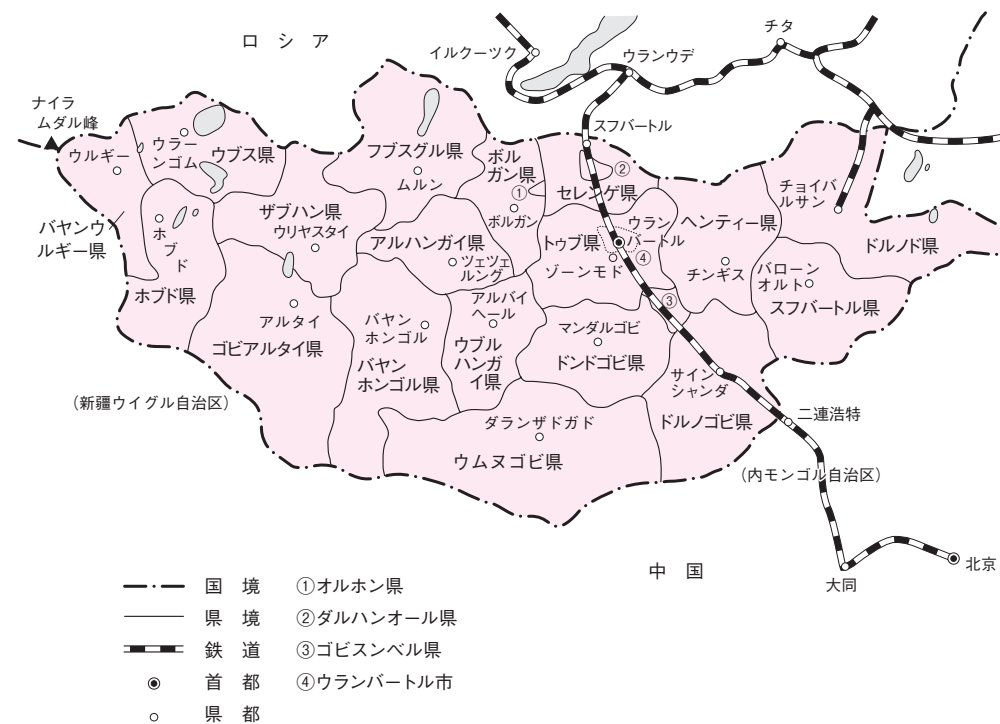 ロシア
チタ
イルクーツク
ウランウデ
ナイラ
ムダル峰
スフバートル
ウルギー
ウラー
ンゴム
ウブス県
フブスグル県
ムルン
ボル
ガン県
①
ボルガン
②
セレンゲ県
チョイバ
ルサン
バヤンウ
ルギー県
ホ
ブ
ド
ザブハン県
ウリヤスタイ
アルハンガイ県
ツェツェ
ルレング
トゥブ県
ウラン
バートル
④
ゾーンモド
ヘンティー県
チンギス
バローン
オルト
ドルノド県
スフバートル県
ホブド県
アルタイ
ゴビアルタイ県
バヤン
ホンゴル
バヤン
ホンゴル県
アルバイ
ヘール
ウブル
ハンガ
イ県
③
マンダルゴビ
ドンドゴビ県
サイン
シャンダ
ドルノゴビ県
(新疆ウイグル自治区)
ダランザドガド
ウムヌゴビ県
二連浩特
(内モンゴル自治区)
中国
大同
北京
国境 ①オルホン県
県境 ②ダルハンオール県
鉄道 ③ゴビスンベル県
首都 ④ウランバートル市
県都